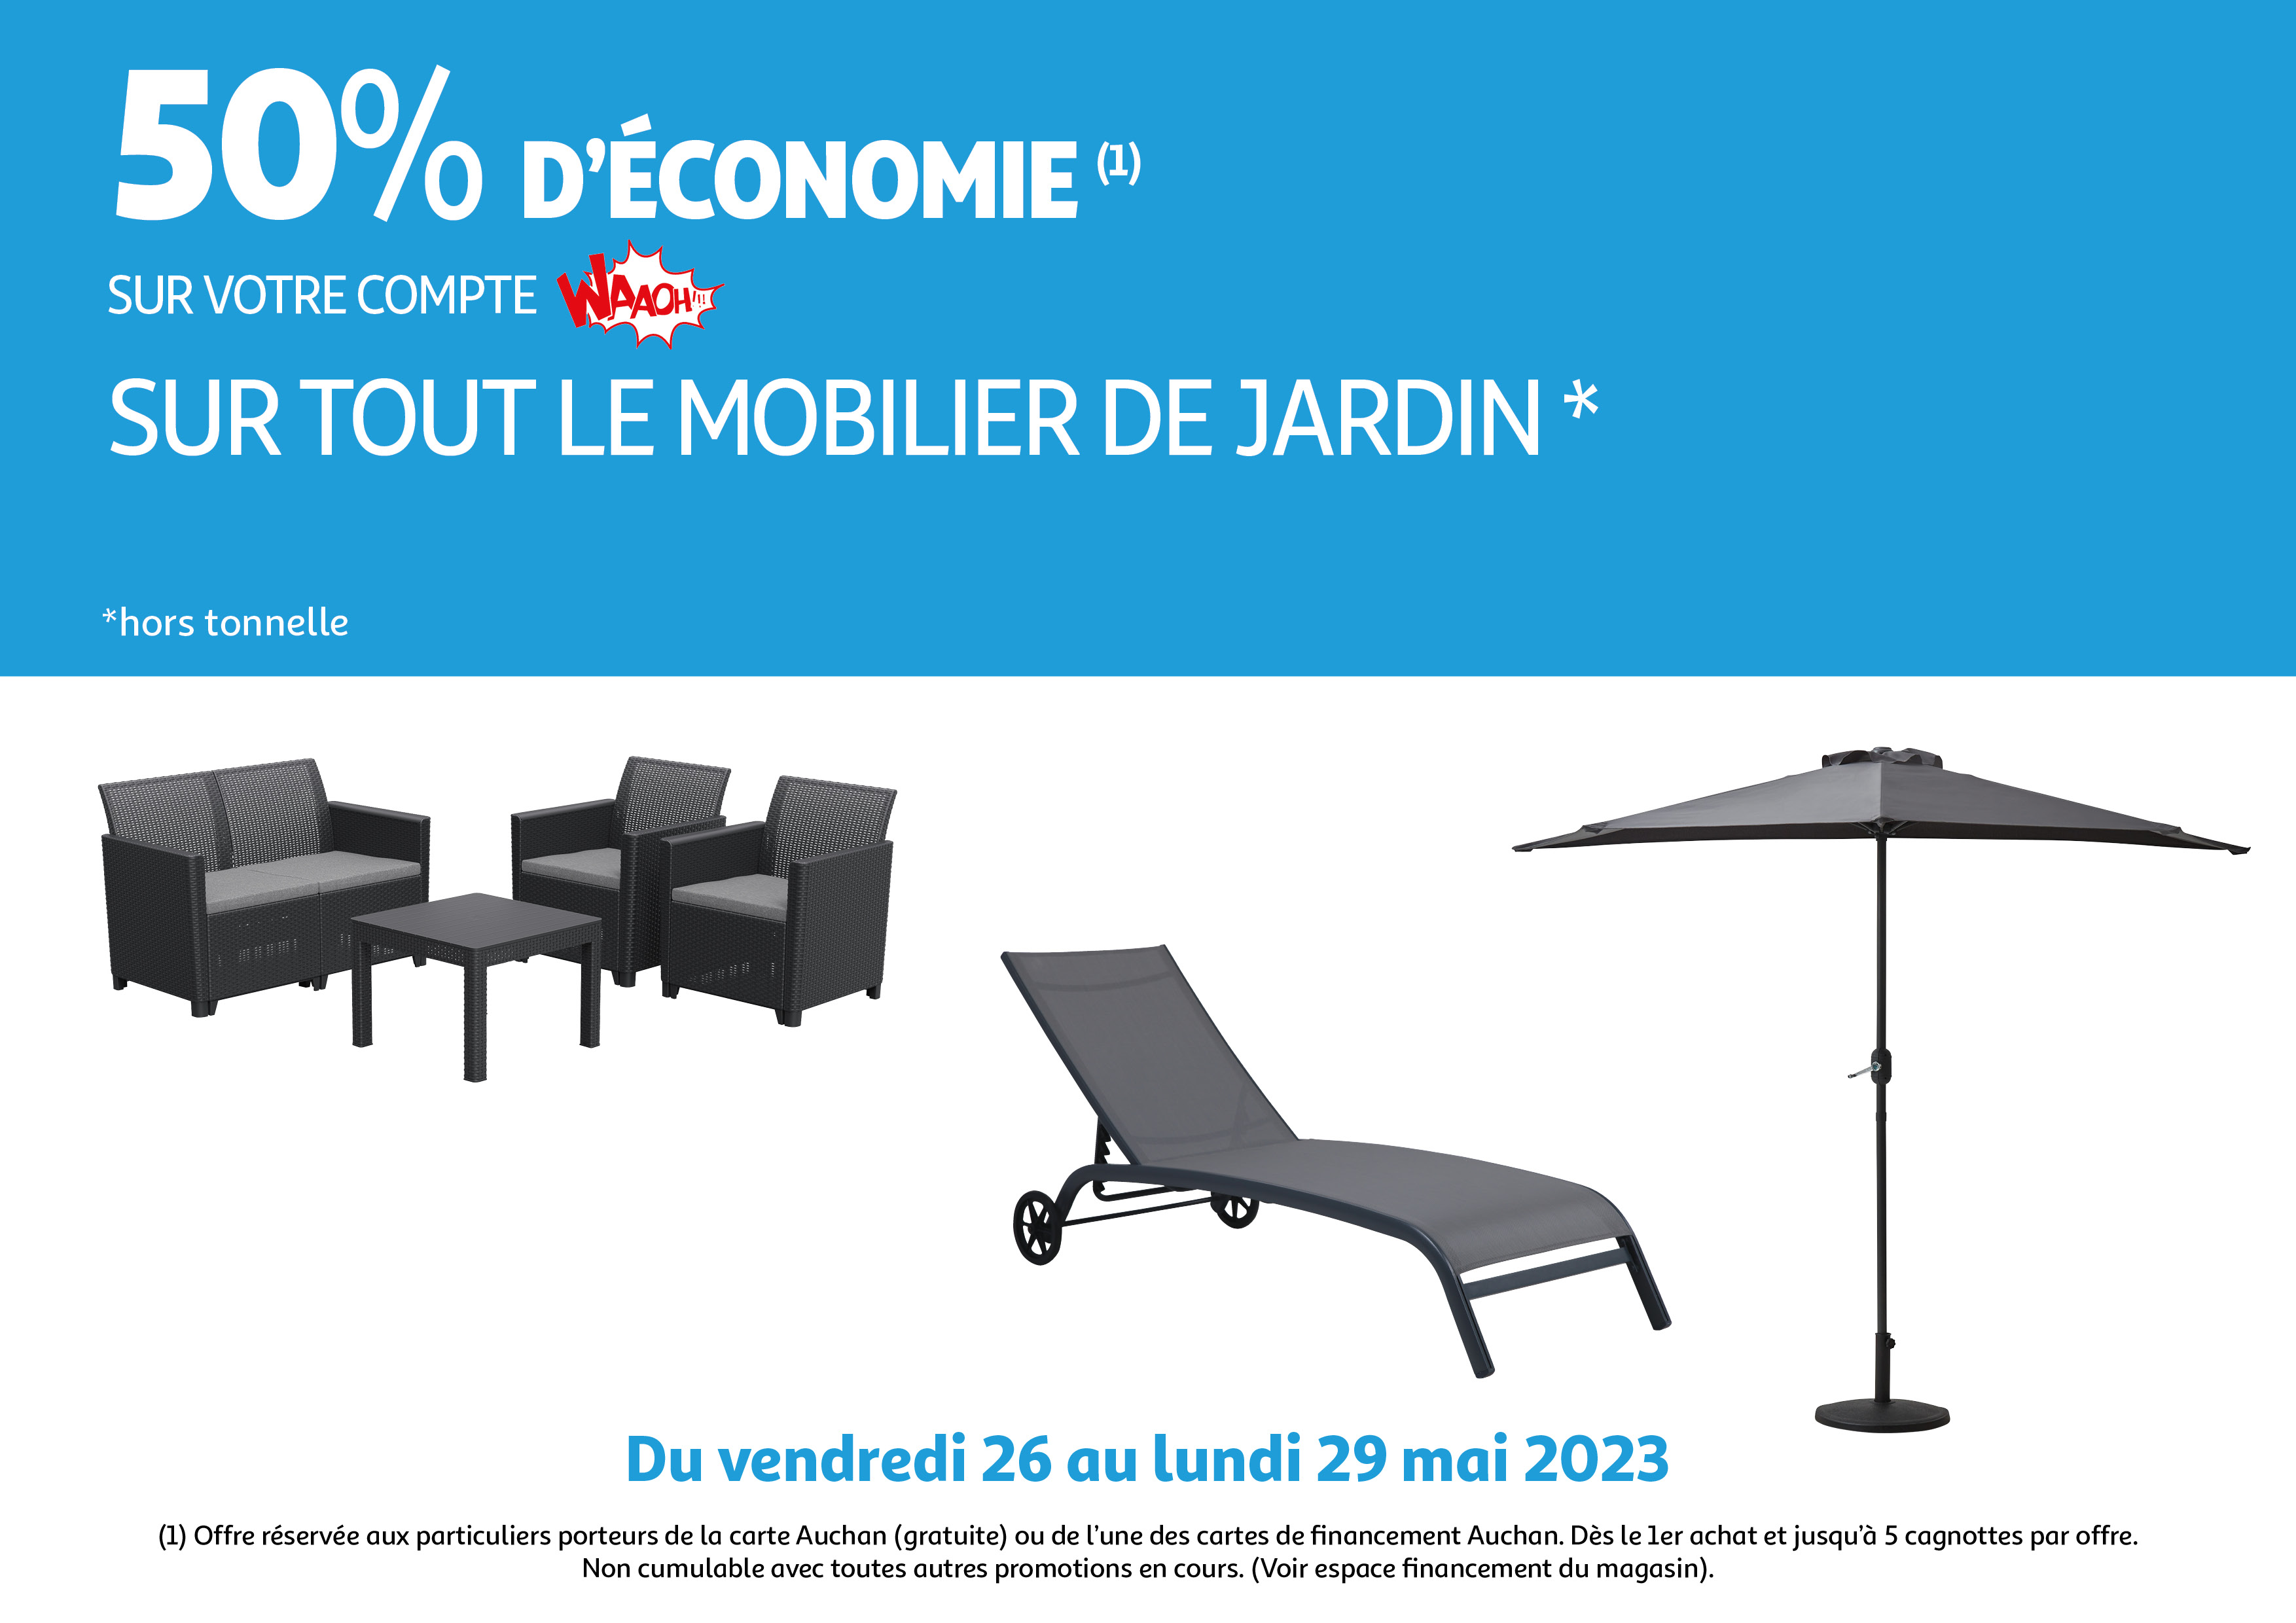 50% D'ÉCONOMIE (1)
SUR VOTRE COMPTE WAAOH!!!
SUR TOUT LE MOBILIER DE JARDIN *
*hors tonnelle
Du vendredi 26 au lundi 29 mai 2023
(1) Offre réservée aux particuliers porteurs de la carte Auchan (gratuite) ou de l'une des cartes de financement Auchan. Dès le 1er achat et jusqu'à 5 cagnottes par offre.
Non cumulable avec toutes autres promotions en cours. (Voir espace financement du magasin).